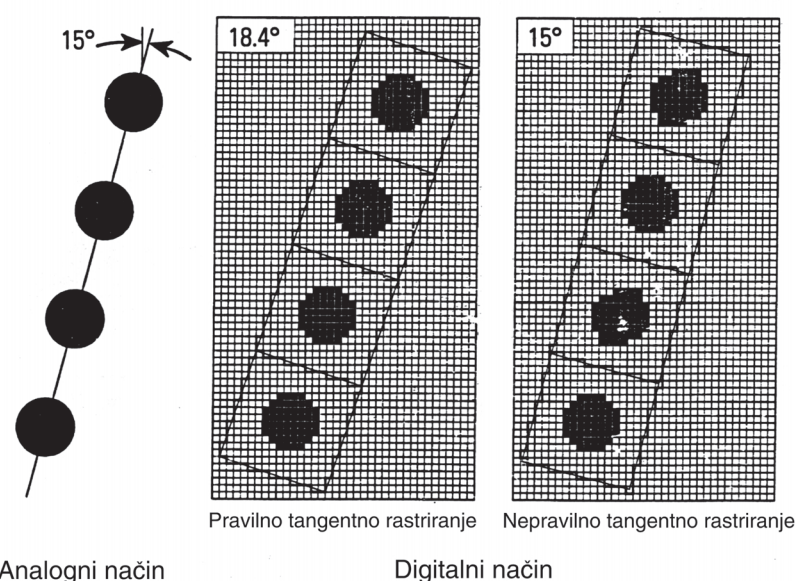 15°
18.4°
15°
Pravilno tangentno rastriranje
Nepravilno tangentno rastriranje
Analogni način
Digitalni način